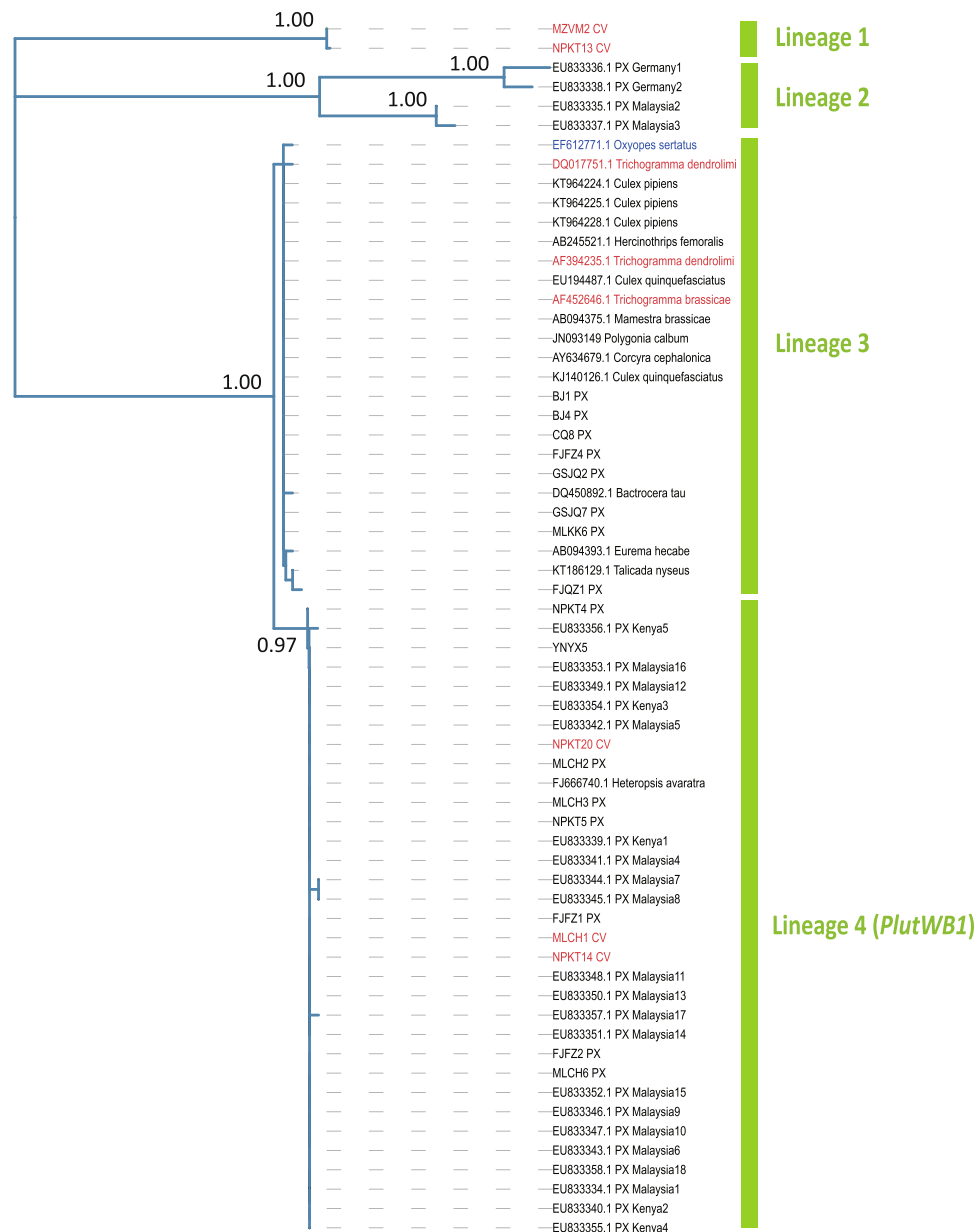 1.00
MZVM2 CV
NPKT13 CV
Lineage 1
1.00
1.00
EU833336.1 PX Germany1
EU833338.1 PX Germany2
1.00
EU833335.1 PX Malaysia2
EU833337.1 PX Malaysia3
Lineage 2
EF612771.1 Oxyopes sertatus
DQ017751.1 Trichogramma dendrolimi
KT964224.1 Culex pipiens
KT964225.1 Culex pipiens
KT964228.1 Culex pipiens
AB245521.1 Hercinothrips femoralis
AF394235.1 Trichogramma dendrolimi
EU194487.1 Culex quinquefasciatus
AF452646.1 Trichogramma brassicae
AB094375.1 Mamestra brassicae
JN093149 Polygonia calbum
AY634679.1 Corcyra cephalonica
KJ140126.1 Culex quinquefasciatus
1.00
BJ1 PX
BJ4 PX
CQ8 PX
FJFZ4 PX
GSJQ2 PX
DQ450892.1 Bactrocera tau
GSJQ7 PX
MLKK6 PX
AB094393.1 Eurema hecabe
KT186129.1 Talicada nyseus
FJQZ1 PX
Lineage 3
NPKT4 PX
EU833356.1 PX Kenya5
0.97
YNYX5
EU833353.1 PX Malaysia16
EU833349.1 PX Malaysia12
EU833354.1 PX Kenya3
EU833342.1 PX Malaysia5
NPKT20 CV
MLCH2 PX
FJ666740.1 Heteropsis avaratra
MLCH3 PX
NPKT5 PX
EU833339.1 PX Kenya1
EU833341.1 PX Malaysia4
EU833344.1 PX Malaysia7
EU833345.1 PX Malaysia8
FJFZ1 PX
MLCH1 CV
NPKT14 CV
EU833348.1 PX Malaysia11
EU833350.1 PX Malaysia13
EU833357.1 PX Malaysia17
EU833351.1 PX Malaysia14
FJFZ2 PX
MLCH6 PX
EU833352.1 PX Malaysia15
EU833346.1 PX Malaysia9
EU833347.1 PX Malaysia10
EU833343.1 PX Malaysia6
EU833358.1 PX Malaysia18
EU833334.1 PX Malaysia1
EU833340.1 PX Kenya2
EU833355.1 PX Kenya4
Lineage 4 (PlutWB1)